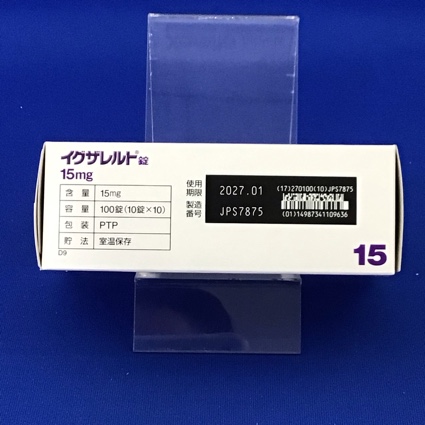 イグザレルト®錠
15mg
含量 15mg
容量 100錠(10錠×10)
包装 PTP
貯法 室温保存
D9
使用期限 2027.01
製造番号 JPS7875
(17)270100(10)JPS7875
(01)14987341109636
15